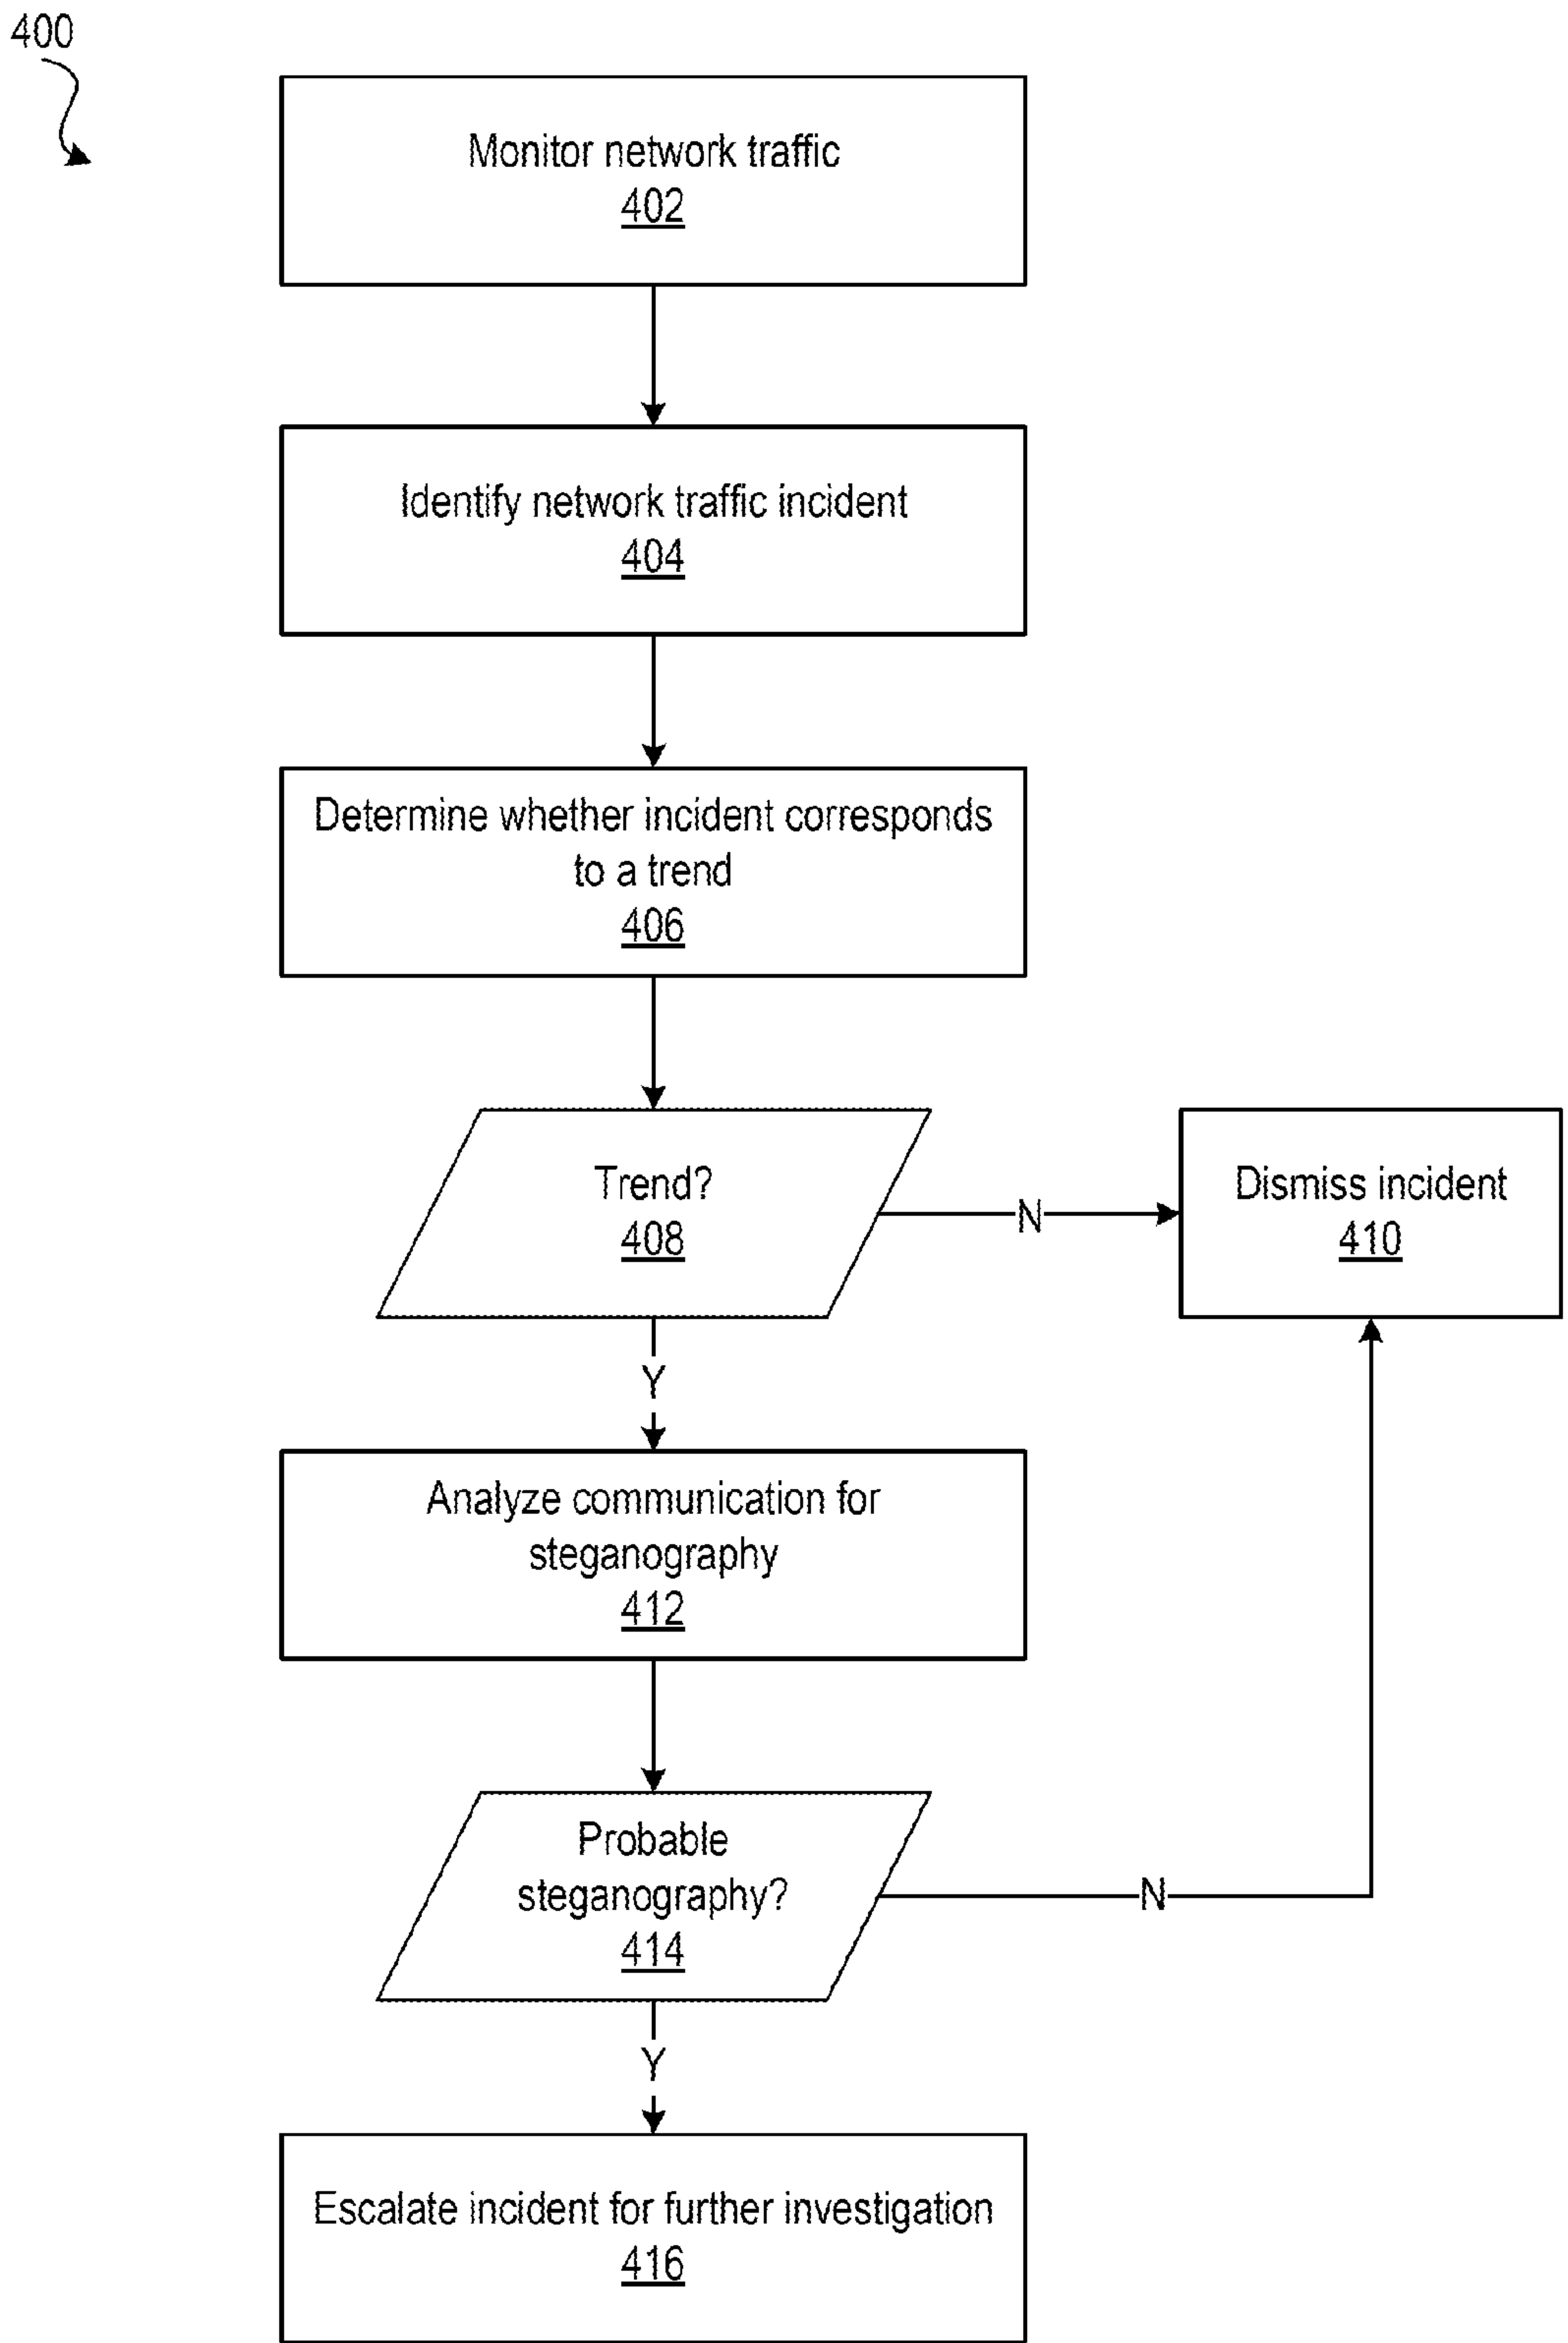 400
Monitor network traffic
402
Identify network traffic incident
404
Determine whether incident corresponds
to a trend
406
Trend?
408
N
Dismiss incident
410
Y
Analyze communication for
steganography
412
Probable
steganography?
414
N
Y
Escalate incident for further investigation
416